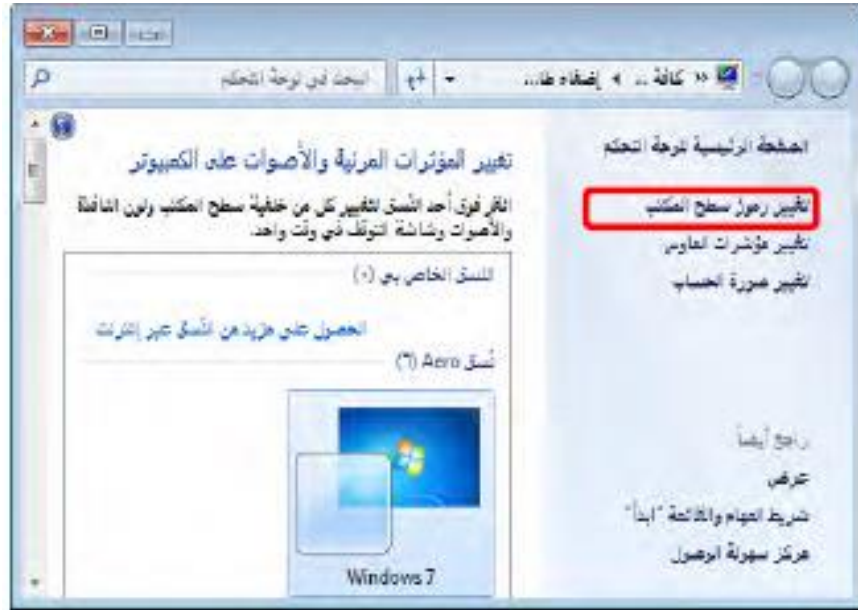 كافة ... إضفاء طا...
ابحث في لوحة التحكم
الصفحة الرئيسية للوحة التحكم
تغيير رموز سطح المكتب
تغيير مؤشرات الماوس
تغيير صورة الحساب
راجع أيضاً
عرض
شريط المهام والقائمة "ابدأ"
مركز سهولة الوصول
تغيير المؤثرات المرئية والأصوات على الكمبيوتر
انقر فوق أحد النُسق لتغيير كل من خلفية سطح المكتب ولون النافذة
والأصوات وشاشة التوقف في وقت واحد.
النسق الخاص بي (٠)
الحصول على مزيد من النُسق عبر إنترنت
نُسق Aero (٦)
Windows 7